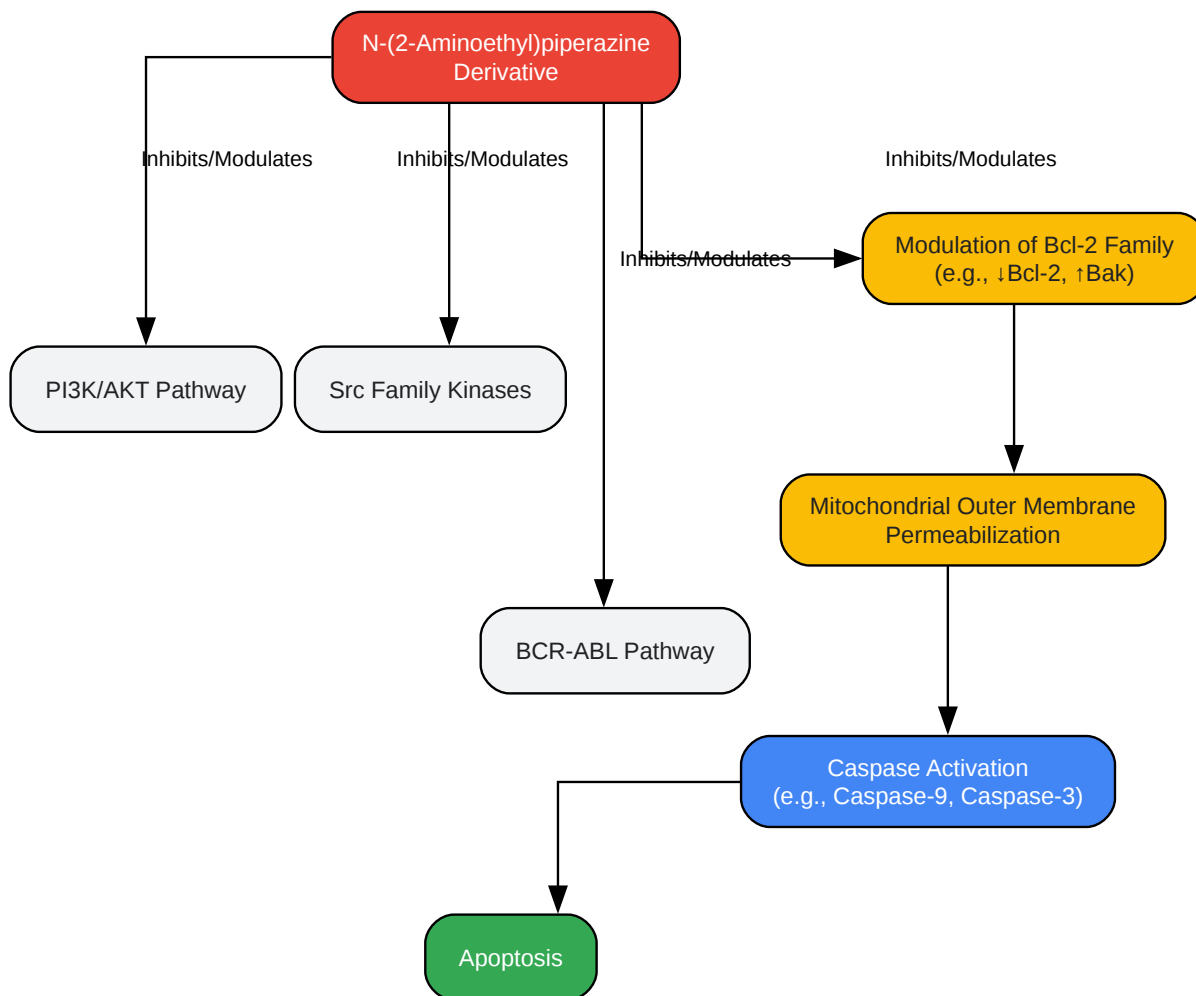 N-(2-Aminoethyl)piperazine
Derivative
Inhibits/Modulates
Inhibits/Modulates
Inhibits/Modulates
Inhibits/Modulates
Modulation of Bcl-2 Family
(e.g., ↓Bcl-2, ↑Bak)
PI3K/AKT Pathway
Src Family Kinases
Mitochondrial Outer Membrane
Permeabilization
BCR-ABL Pathway
Caspase Activation
(e.g., Caspase-9, Caspase-3)
Apoptosis